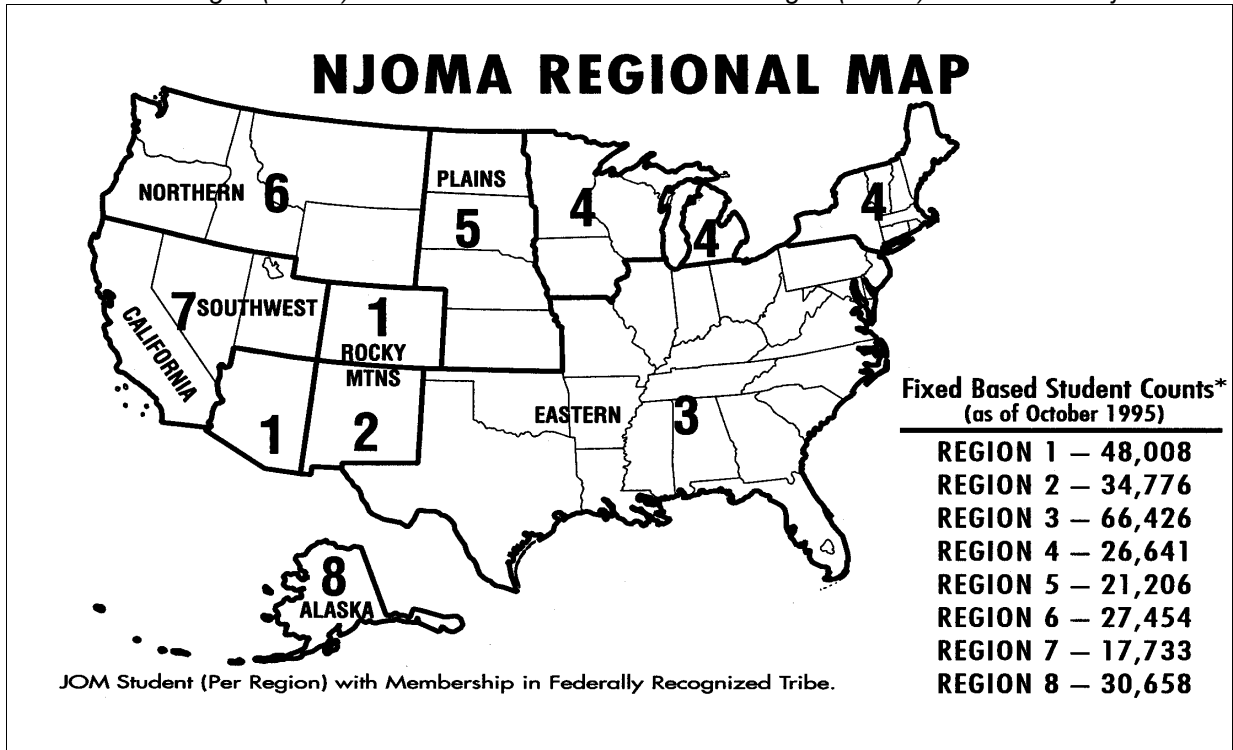 NJOMA REGIONAL MAP
NORTHERN
6
PLAINS
5
4
4
4
7
SOUTHWEST
CALIFORNIA
1
ROCKY
MTNS
1
2
EASTERN
3
8
ALASKA
Fixed Based Student Counts*
(as of October 1995)
REGION 1 – 48,008
REGION 2 – 34,776
REGION 3 – 66,426
REGION 4 – 26,641
REGION 5 – 21,206
REGION 6 – 27,454
REGION 7 – 17,733
REGION 8 – 30,658
JOM Student (Per Region) with Membership in Federally Recognized Tribe.